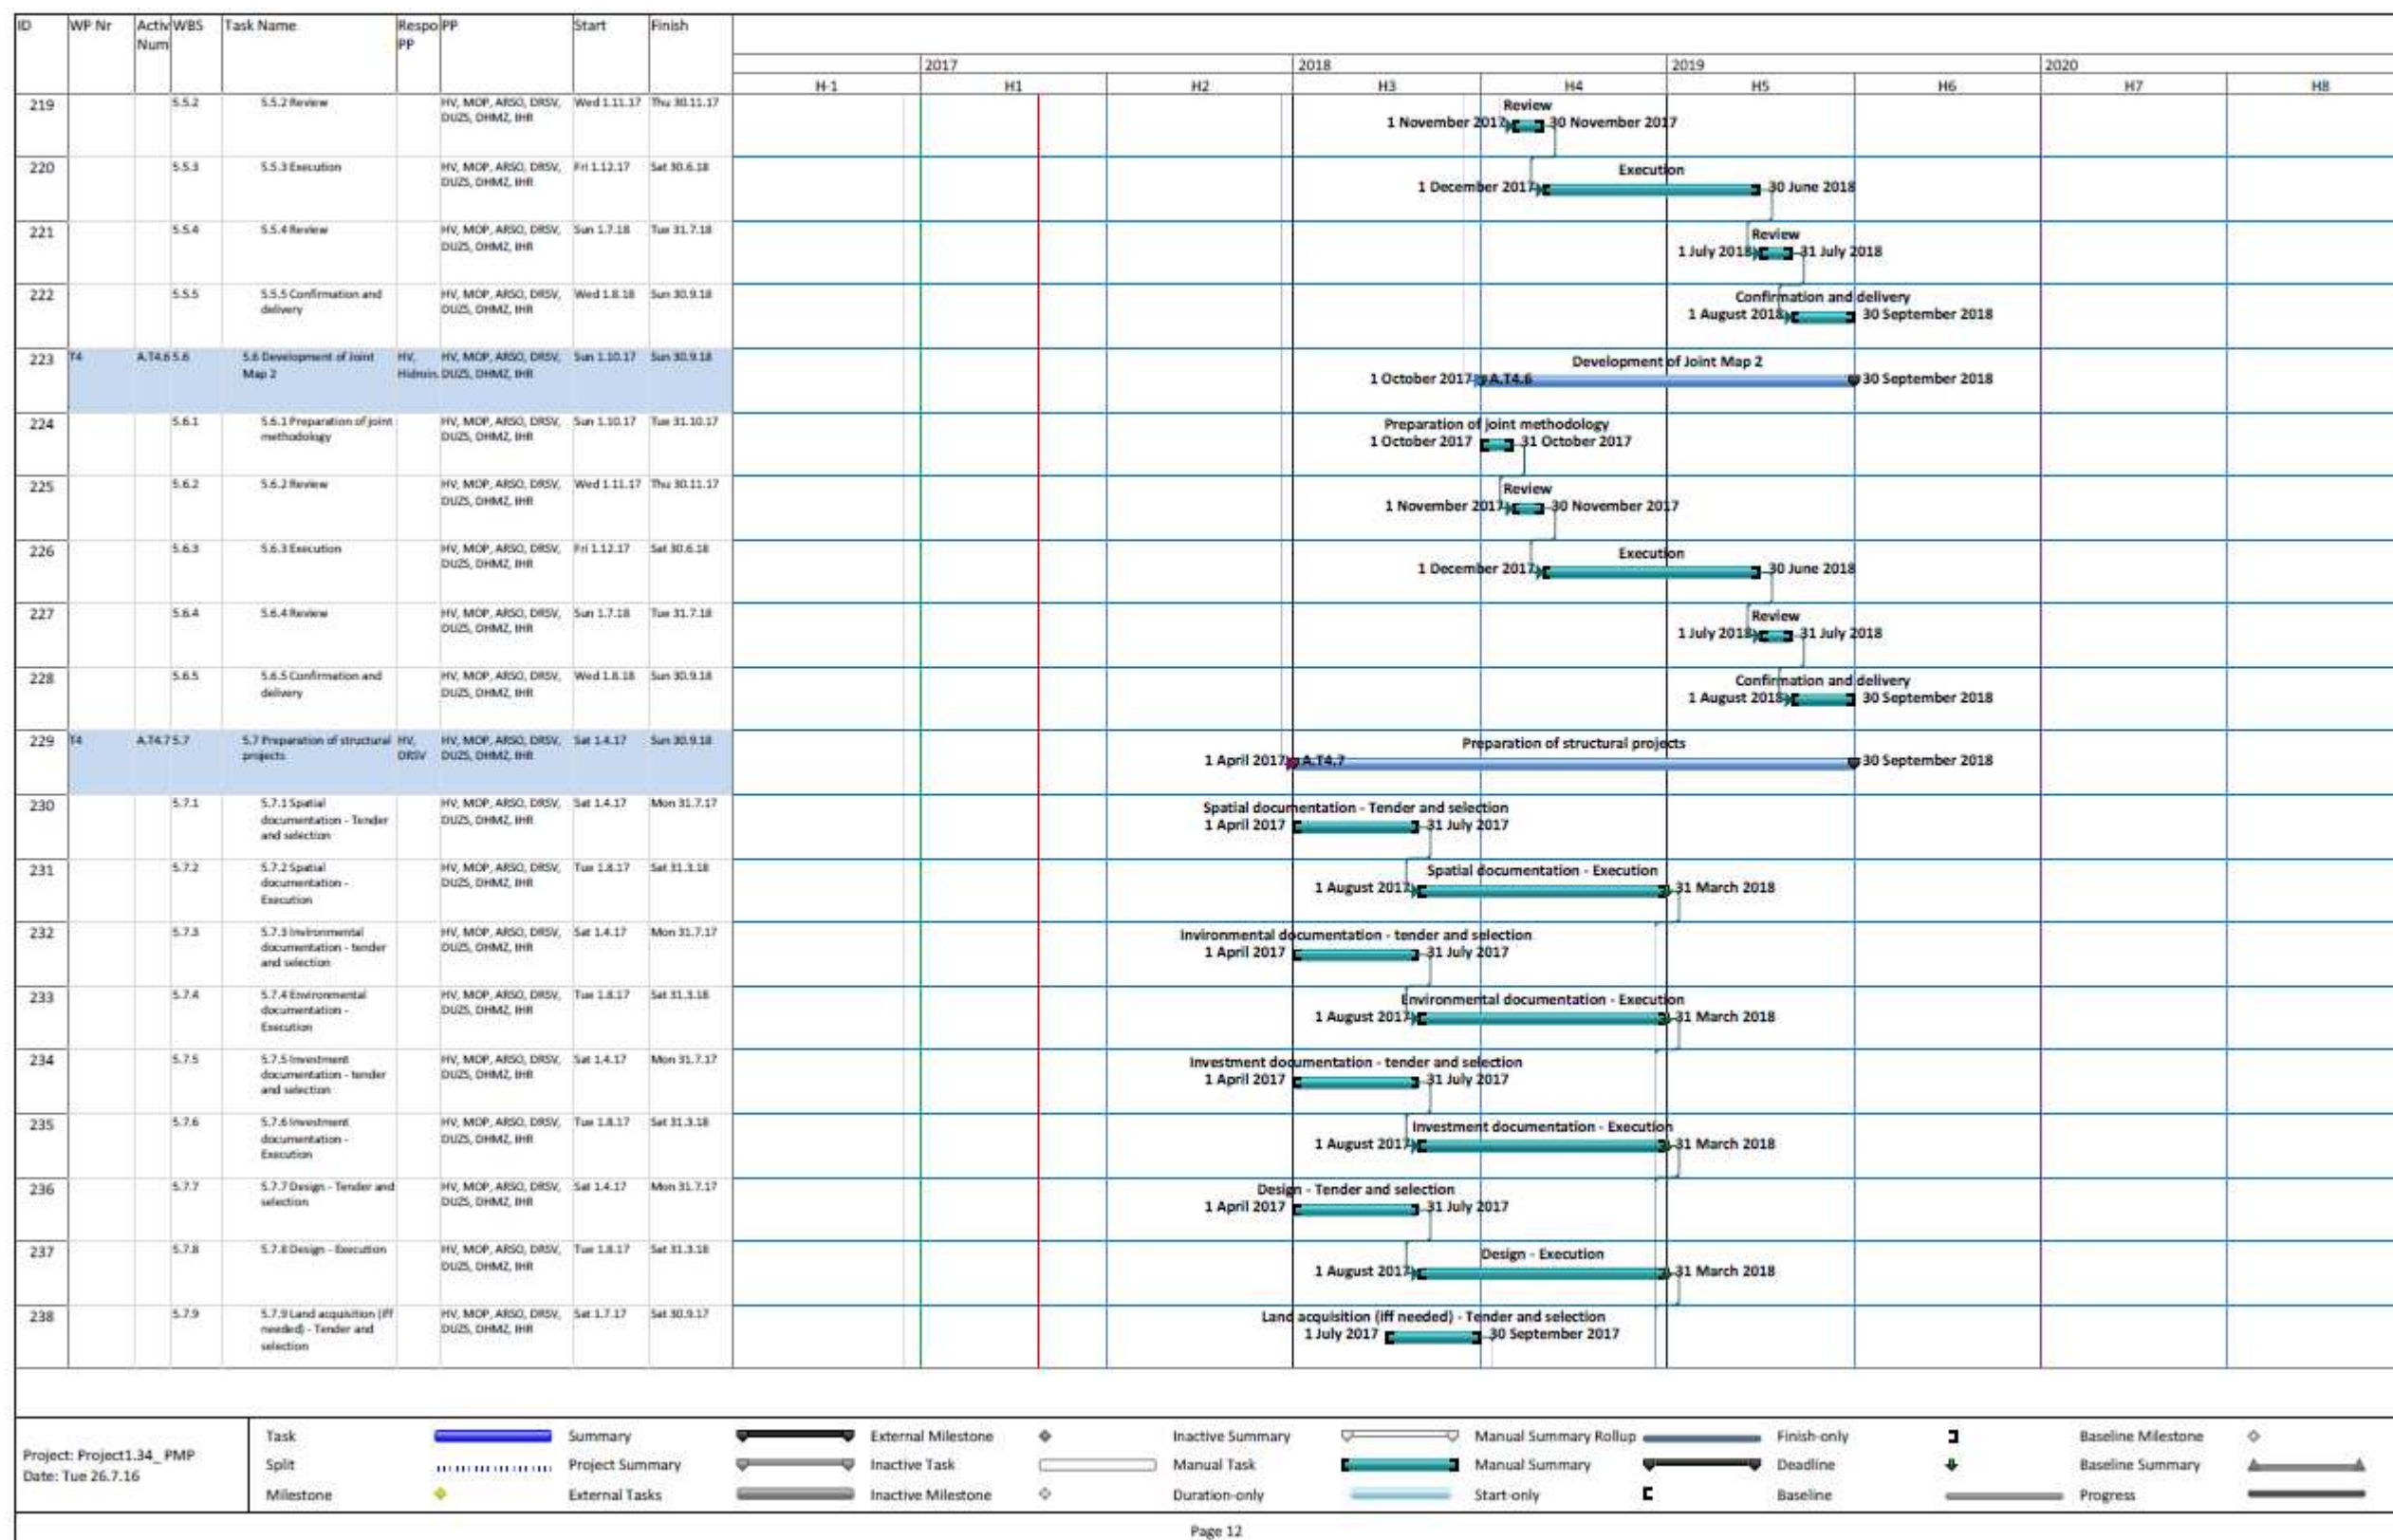 ID WP Nr Activ WBS Task Name Respo PP Start Finish
Num PP
2017 2018 2019 2020
H-1 H1 H2 H3 H4 H5 H6 H7 H8
219 5.5.2 5.5.2 Review HV, MOP, ARSO, DRSV, Wed 1.11.17 Thu 30.11.17
DUZS, DHMZ, IHR
Review
1 November 2017 30 November 2017
220 5.5.3 5.5.3 Execution HV, MOP, ARSO, DRSV, Fri 1.12.17 Sat 30.6.18
DUZS, DHMZ, IHR
Execution
1 December 2017 30 June 2018
221 5.5.4 5.5.4 Review HV, MOP, ARSO, DRSV, Sun 1.7.18 Tue 31.7.18
DUZS, DHMZ, IHR
Review
1 July 2018 31 July 2018
222 5.5.5 5.5.5 Confirmation and HV, MOP, ARSO, DRSV, Wed 1.8.18 Sun 30.9.18
delivery DUZS, DHMZ, IHR
Confirmation and delivery
1 August 2018 30 September 2018
223 T4 A.T4.6 5.6 5.6 Development of Joint HV, HV, MOP, ARSO, DRSV, Sun 1.10.17 Sun 30.9.18
Map 2 Hidroin. DUZS, DHMZ, IHR
Development of Joint Map 2
1 October 2017 A.T4.6 30 September 2018
224 5.6.1 5.6.1 Preparation of joint HV, MOP, ARSO, DRSV, Sun 1.10.17 Tue 31.10.17
methodology DUZS, DHMZ, IHR
Preparation of joint methodology
1 October 2017 31 October 2017
225 5.6.2 5.6.2 Review HV, MOP, ARSO, DRSV, Wed 1.11.17 Thu 30.11.17
DUZS, DHMZ, IHR
Review
1 November 2017 30 November 2017
226 5.6.3 5.6.3 Execution HV, MOP, ARSO, DRSV, Fri 1.12.17 Sat 30.6.18
DUZS, DHMZ, IHR
Execution
1 December 2017 30 June 2018
227 5.6.4 5.6.4 Review HV, MOP, ARSO, DRSV, Sun 1.7.18 Tue 31.7.18
DUZS, DHMZ, IHR
Review
1 July 2018 31 July 2018
228 5.6.5 5.6.5 Confirmation and HV, MOP, ARSO, DRSV, Wed 1.8.18 Sun 30.9.18
delivery DUZS, DHMZ, IHR
Confirmation and delivery
1 August 2018 30 September 2018
229 T4 A.T4.7 5.7 5.7 Preparation of structural HV, HV, MOP, ARSO, DRSV, Sat 1.4.17 Sun 30.9.18
projects DRSV DUZS, DHMZ, IHR
Preparation of structural projects
1 April 2017 A.T4.7 30 September 2018
230 5.7.1 5.7.1 Spatial HV, MOP, ARSO, DRSV, Sat 1.4.17 Mon 31.7.17
documentation - Tender DUZS, DHMZ, IHR
and selection
Spatial documentation - Tender and selection
1 April 2017 31 July 2017
231 5.7.2 5.7.2 Spatial HV, MOP, ARSO, DRSV, Tue 1.8.17 Sat 31.3.18
documentation - DUZS, DHMZ, IHR
Execution
Spatial documentation - Execution
1 August 2017 31 March 2018
232 5.7.3 5.7.3 Invironmental HV, MOP, ARSO, DRSV, Sat 1.4.17 Mon 31.7.17
documentation - tender DUZS, DHMZ, IHR
and selection
Invironmental documentation - tender and selection
1 April 2017 31 July 2017
233 5.7.4 5.7.4 Environmental HV, MOP, ARSO, DRSV, Tue 1.8.17 Sat 31.3.18
documentation - DUZS, DHMZ, IHR
Execution
Environmental documentation - Execution
1 August 2017 31 March 2018
234 5.7.5 5.7.5 Investment HV, MOP, ARSO, DRSV, Sat 1.4.17 Mon 31.7.17
documentation - tender DUZS, DHMZ, IHR
and selection
Investment documentation - tender and selection
1 April 2017 31 July 2017
235 5.7.6 5.7.6 Investment HV, MOP, ARSO, DRSV, Tue 1.8.17 Sat 31.3.18
documentation - DUZS, DHMZ, IHR
Execution
Investment documentation - Execution
1 August 2017 31 March 2018
236 5.7.7 5.7.7 Design - Tender and HV, MOP, ARSO, DRSV, Sat 1.4.17 Mon 31.7.17
selection DUZS, DHMZ, IHR
Design - Tender and selection
1 April 2017 31 July 2017
237 5.7.8 5.7.8 Design - Execution HV, MOP, ARSO, DRSV, Tue 1.8.17 Sat 31.3.18
DUZS, DHMZ, IHR
Design - Execution
1 August 2017 31 March 2018
238 5.7.9 5.7.9 Land acquisition (iff HV, MOP, ARSO, DRSV, Sat 1.7.17 Sat 30.9.17
needed) - Tender and DUZS, DHMZ, IHR
selection
Land acquisition (iff needed) - Tender and selection
1 July 2017 30 September 2017
Project: Project1.34_ PMP
Date: Tue 26.7.16
Task Summary External Milestone Inactive Summary Manual Summary Rollup Finish-only Baseline Milestone
Split Project Summary Inactive Task Manual Task Manual Summary Deadline Baseline Summary
Milestone External Tasks Inactive Milestone Duration-only Start-only Baseline Progress
Page 12